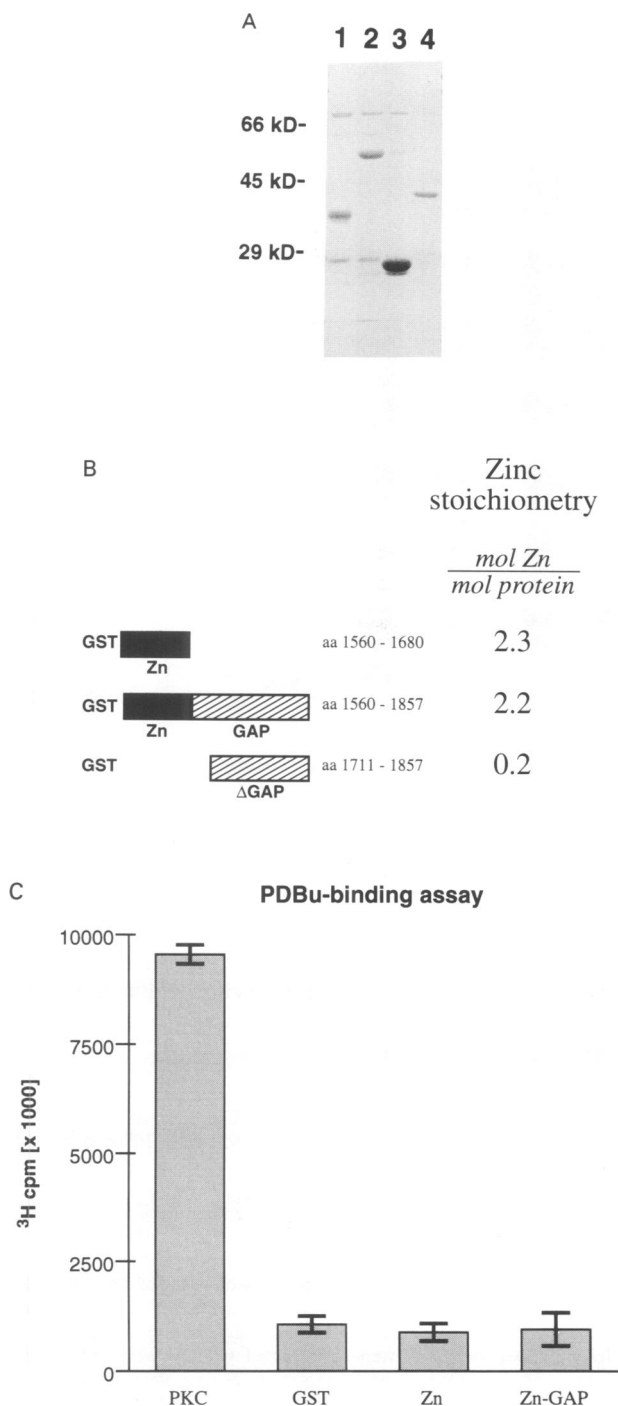 A
1 2 3 4
66 kD-
45 kD-
29 kD-
B
Zinc
stoichiometry
mol Zn
mol protein
GST
Zn
aa 1560 - 1680
2.3
GST
Zn
GAP
aa 1560 - 1857
2.2
GST
ΔGAP
aa 1711 - 1857
0.2
C
PDBu-binding assay
10000
7500
5000
2500
0
³H cpm [x 1000]
PKC
GST
Zn
Zn-GAP